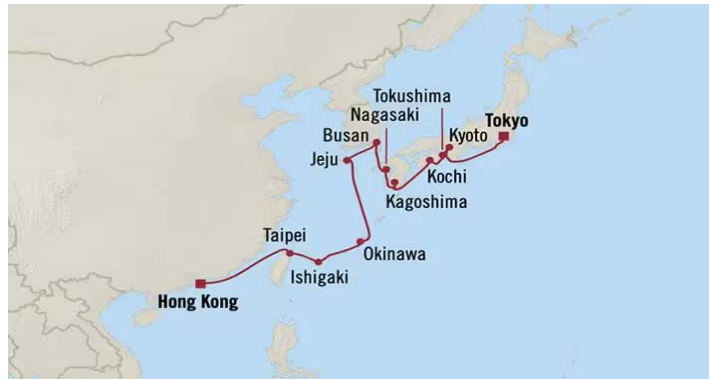 Tokushima
Nagasaki
Tokyo
Busan
Kyoto
Jeju
Kochi
Kagoshima
Taipei
Okinawa
Ishigaki
Hong Kong